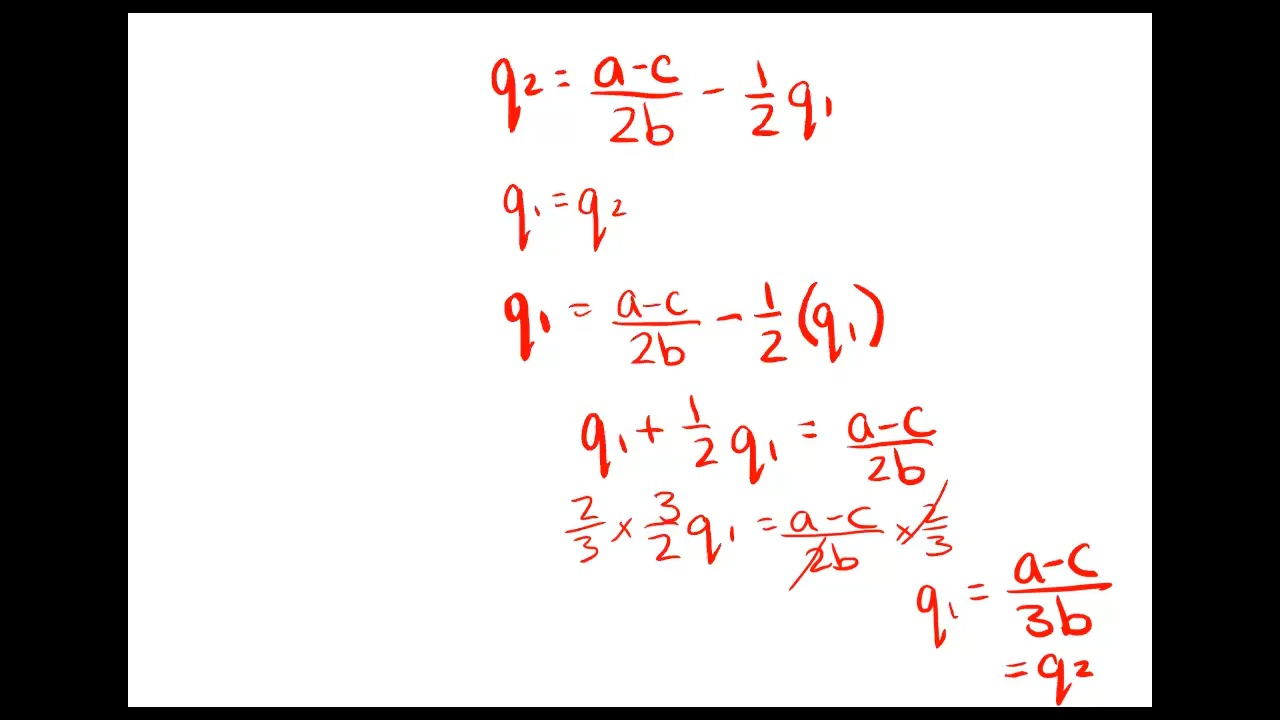 q₂ = (a-c)/(2b) - 1/2 q₁
q₁ = q₂
q₁ = (a-c)/(2b) - 1/2 (q₁)
q₁ + 1/2 q₁ = (a-c)/(2b)
2/3 × 3/2 q₁ = (a-c)/(2b) × 2/3
q₁ = (a-c)/(3b)
= q₂